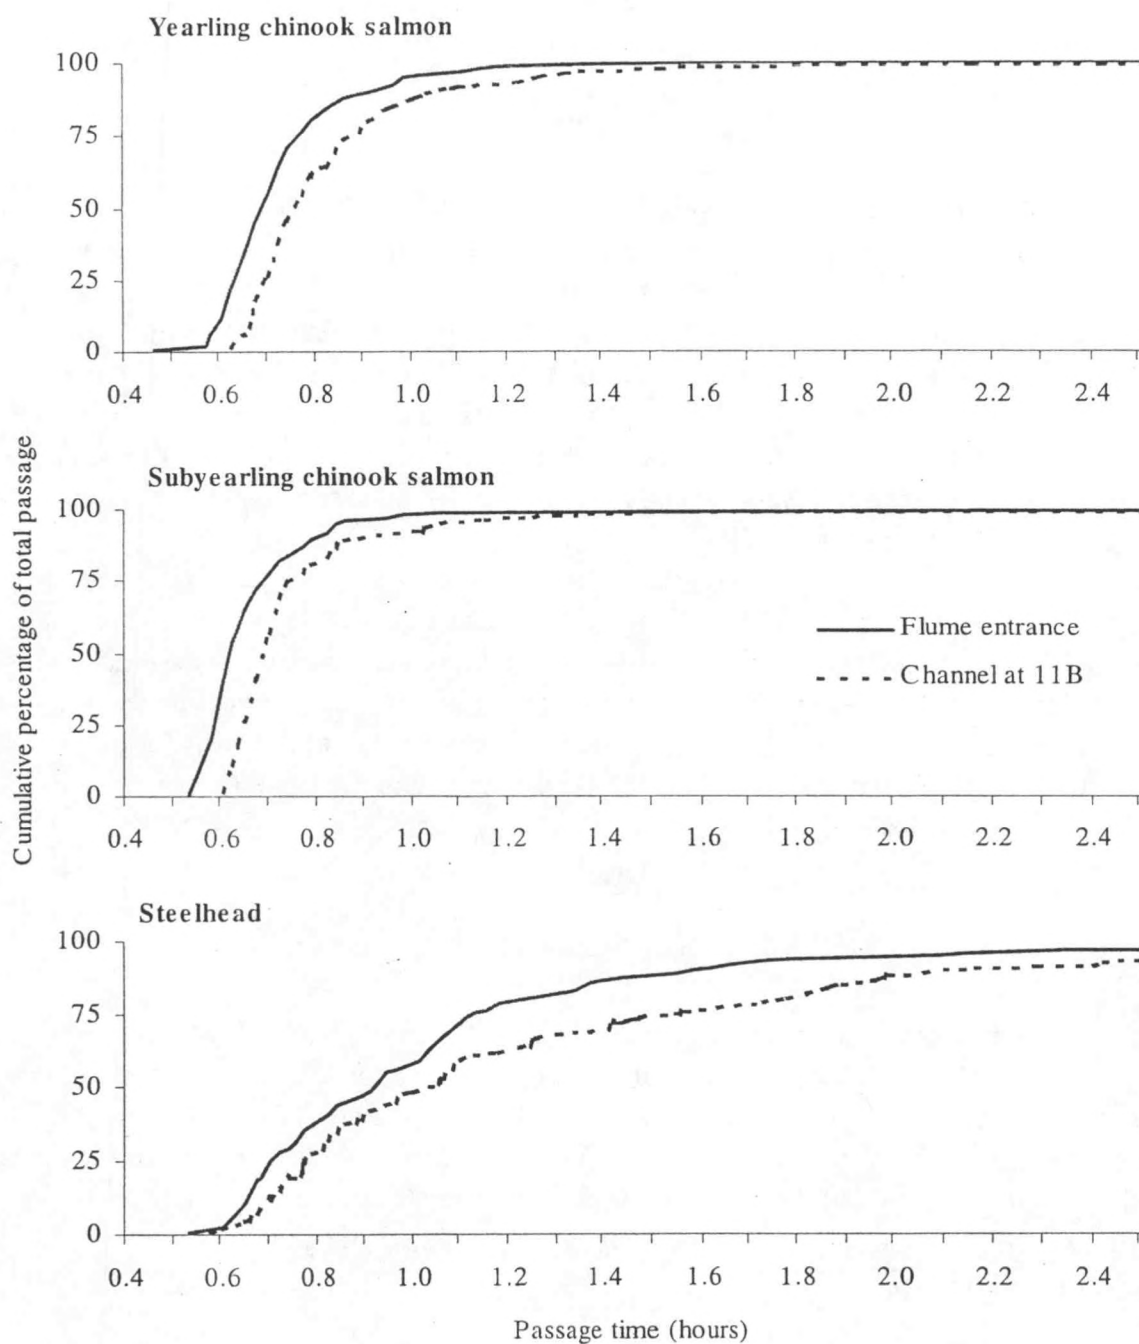 Yearling chinook salmon
100
75
50
25
0
0.4 0.6 0.8 1.0 1.2 1.4 1.6 1.8 2.0 2.2 2.4
Cumulative percentage of total passage
Subyearling chinook salmon
100
75
50
25
0
Flume entrance
Channel at 11B
0.4 0.6 0.8 1.0 1.2 1.4 1.6 1.8 2.0 2.2 2.4
Steelhead
100
75
50
25
0
0.4 0.6 0.8 1.0 1.2 1.4 1.6 1.8 2.0 2.2 2.4
Passage time (hours)